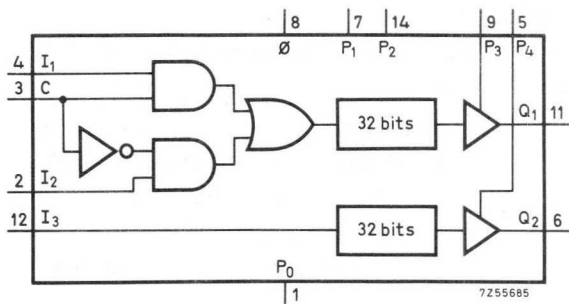 8 7 14 9 5
Ø P₁ P₂ P₃ P₄
4 I₁
3 C
32 bits Q₁ 11
2 I₂
12 I₃ 32 bits Q₂ 6
P₀
1
7Z55685